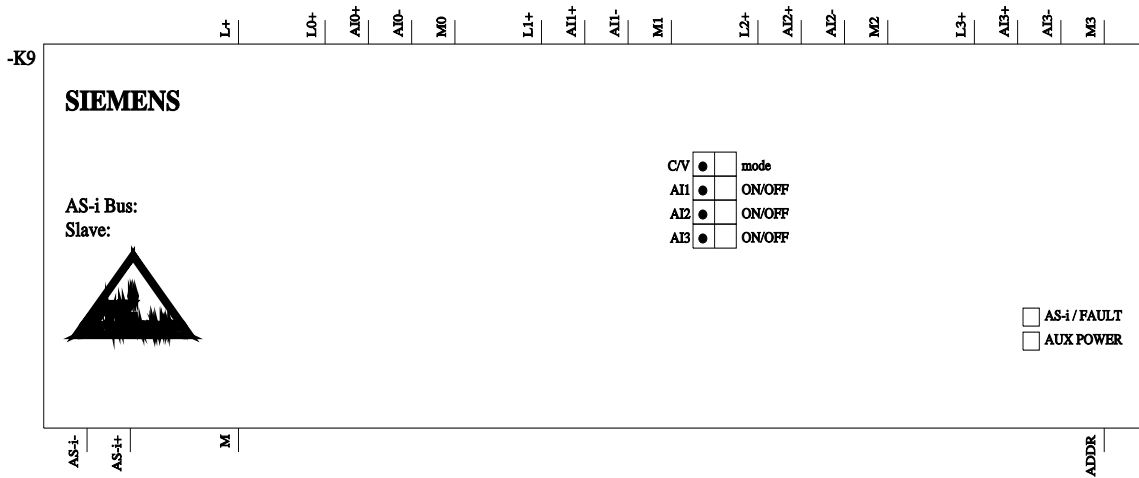 L+ L0+ AI0+ AI0- M0 L1+ AI1+ AI1- M1 L2+ AI2+ AI2- M2 L3+ AI3+ AI3- M3
-K9
SIEMENS
C/V mode
AI1 ON/OFF
AI2 ON/OFF
AI3 ON/OFF
AS-i Bus:
Slave:
AS-i / FAULT
AUX POWER
AS-i- AS-i+ M ADDR